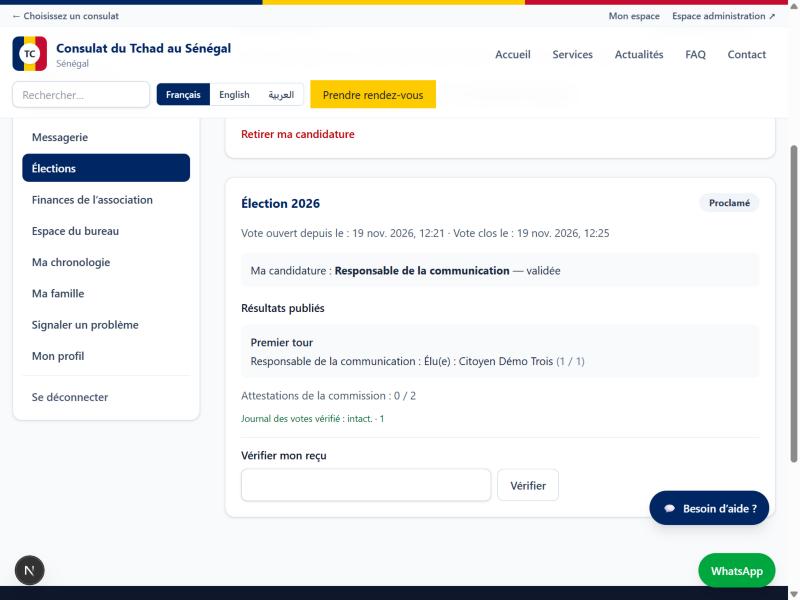 ← Choisissez un consulat
Mon espace
Espace administration ↗
TC
Consulat du Tchad au Sénégal
Sénégal
Accueil
Services
Actualités
FAQ
Contact
Rechercher...
Français
English
العربية
Prendre rendez-vous
Messagerie
Élections
Finances de l'association
Espace du bureau
Ma chronologie
Ma famille
Signaler un problème
Mon profil
Se déconnecter
Retirer ma candidature
Élection 2026
Proclamé
Vote ouvert depuis le : 19 nov. 2026, 12:21 · Vote clos le : 19 nov. 2026, 12:25
Ma candidature : Responsable de la communication — validée
Résultats publiés
Premier tour
Responsable de la communication : Élu(e) : Citoyen Démo Trois (1 / 1)
Attestations de la commission : 0 / 2
Journal des votes vérifié : intact. · 1
Vérifier mon reçu
Vérifier
Besoin d'aide ?
N
WhatsApp